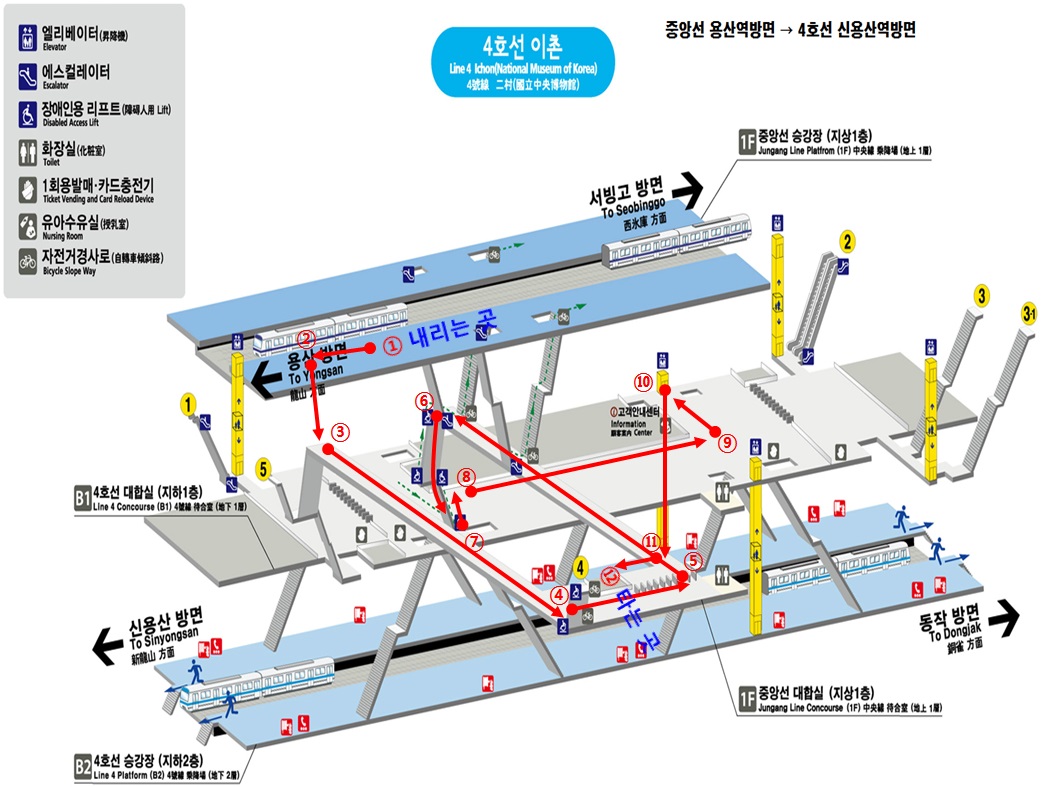 엘리베이터(昇降機)
Elevator
에스컬레이터
Escalator
장애인용 리프트(障碍人用 Lift)
Disabled Access Lift
화장실(化粧室)
Toilet
1회용발매·카드충전기
Ticket Vending and Card Reload Device
유아수유실(授乳室)
Nursing Room
자전거경사로(自轉車傾斜路)
Bicycle Slope Way
4호선 이촌
Line 4 Ichon(National Museum of Korea)
4號線 二村(國立中央博物館)
중앙선 용산역방면 → 4호선 신용산역방면
1F 중앙선 승강장 (지상1층)
Jungang Line Platfrom (1F) 中央線 乘降場 (地上 1層)
서빙고 방면
To Seobinggo
西氷庫 方面
2
3
3-1
① 내리는 곳
②
용산 방면
To Yongsan
龍山 方面
1
③
5
⑥
⑩
고객안내센터
Information
顧客案內 Center
⑨
⑧
⑦
B1 4호선 대합실 (지하1층)
Line 4 Concourse (B1) 4號線 待合室 (地下 1層)
⑪
⑤
⑫
4
④
타는 곳
신용산 방면
To Sinyongsan
新龍山 方面
동작 방면
To Dongjak
銅雀 方面
1F 중앙선 대합실 (지상1층)
Jungang Line Concourse (1F) 中央線 待合室 (地上 1層)
B2 4호선 승강장 (지하2층)
Line 4 Platform (B2) 4號線 乘降場 (地下 2層)